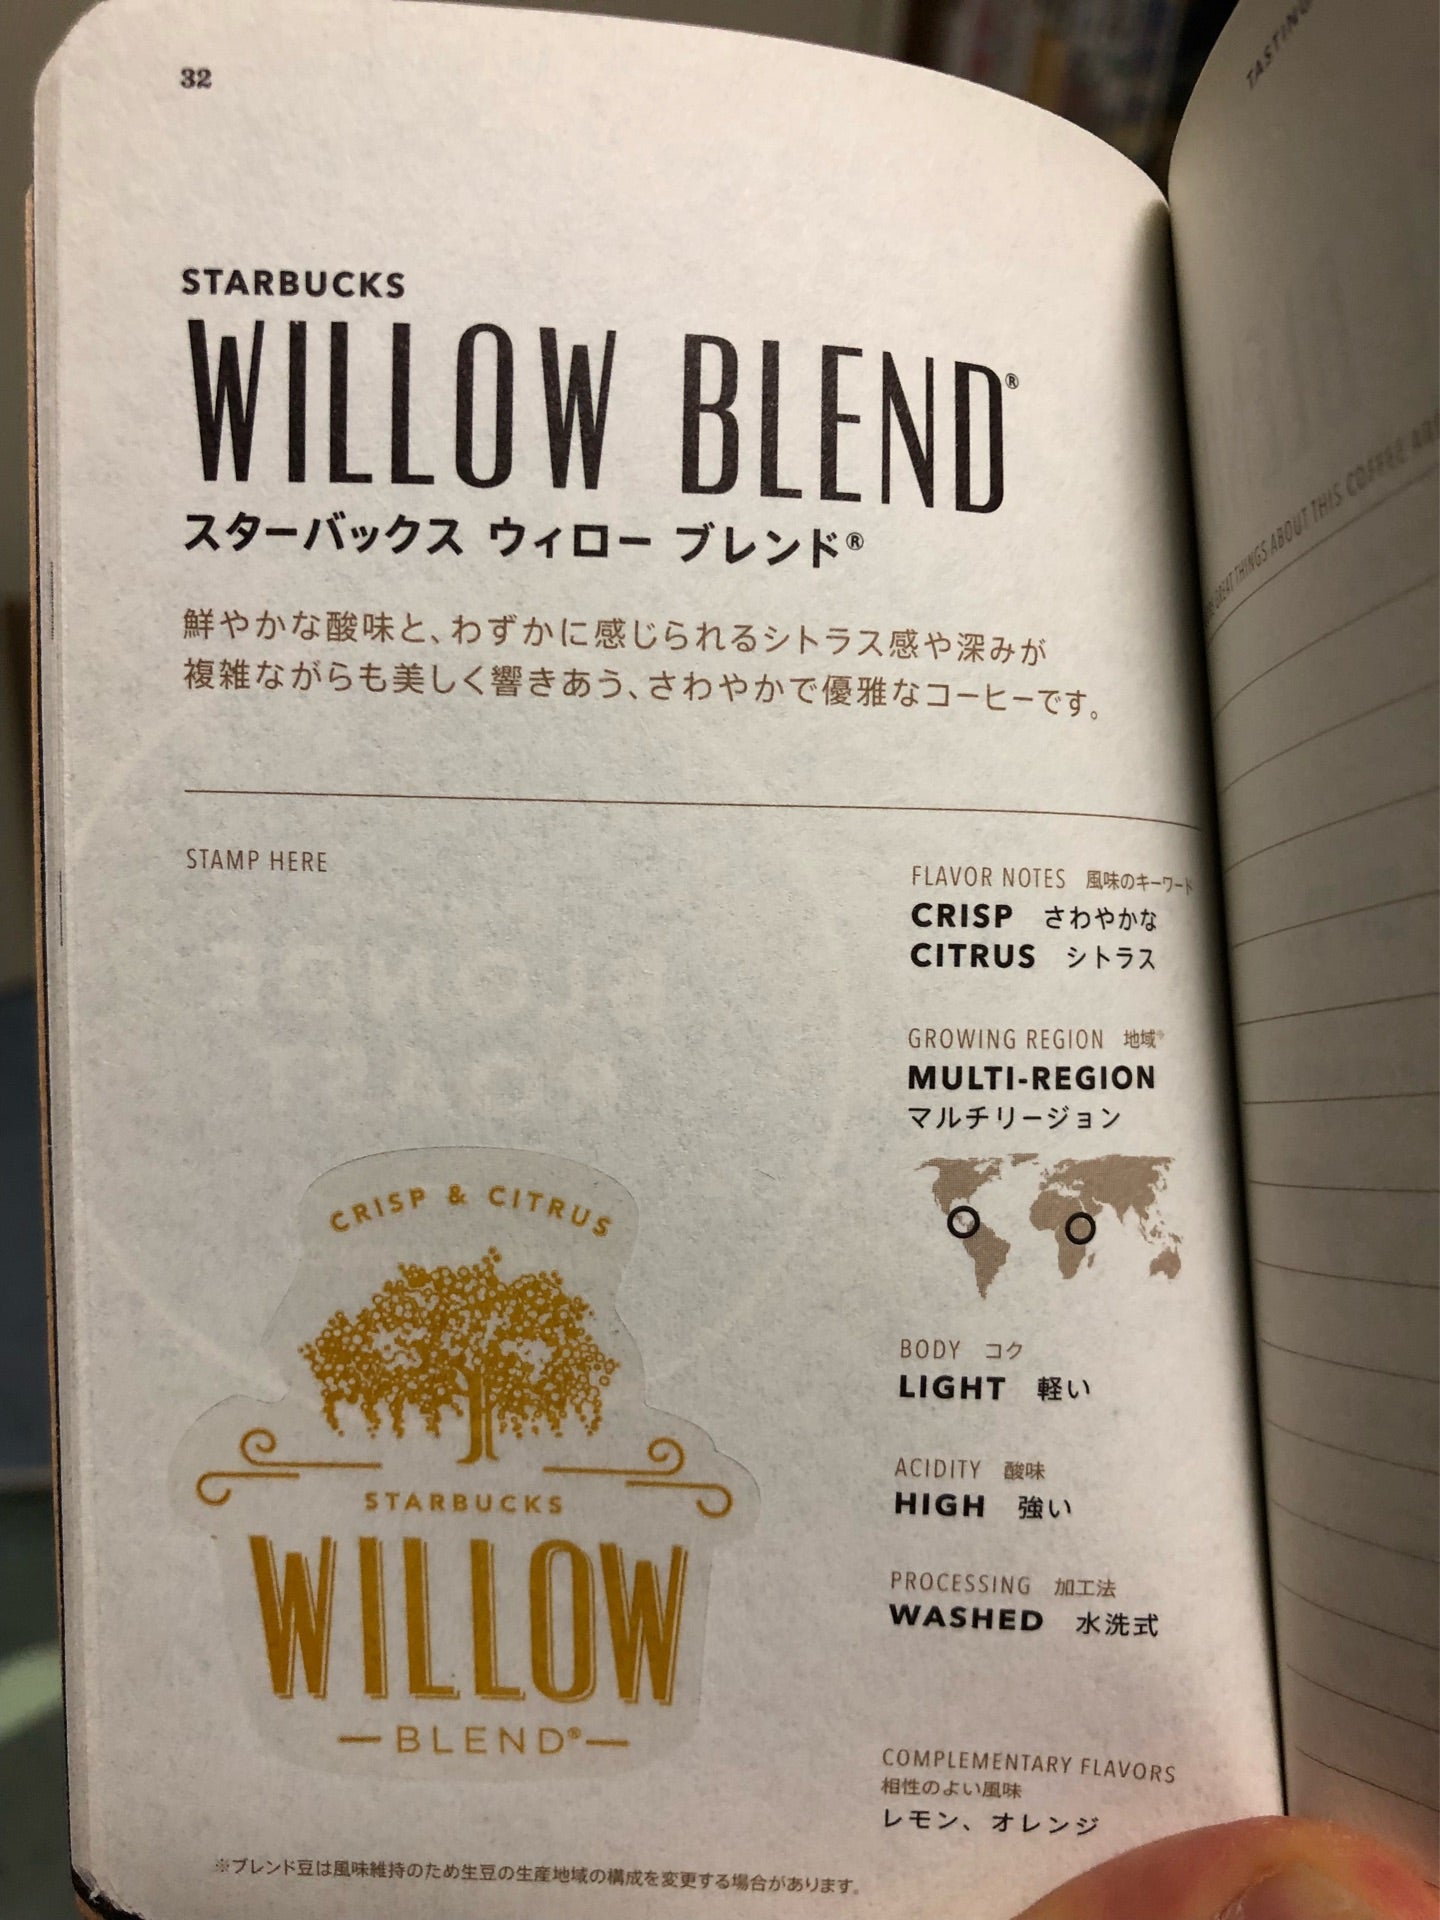 32
STARBUCKS
WILLOW BLEND®
スターバックス ウィロー ブレンド®
鮮やかな酸味と、わずかに感じられるシトラス感や深みが
複雑ながらも美しく響きあう、さわやかで優雅なコーヒーです。
STAMP HERE
CRISP & CITRUS
STARBUCKS
WILLOW
—BLEND®—
FLAVOR NOTES 風味のキーワード
CRISP さわやかな
CITRUS シトラス
GROWING REGION 地域※
MULTI-REGION
マルチリージョン
BODY コク
LIGHT 軽い
ACIDITY 酸味
HIGH 強い
PROCESSING 加工法
WASHED 水洗式
COMPLEMENTARY FLAVORS
相性のよい風味
レモン、オレンジ
※ブレンド豆は風味維持のため生豆の生産地域の構成を変更する場合があります。
TASTING
GREAT THINGS ABOUT THIS COFFEE